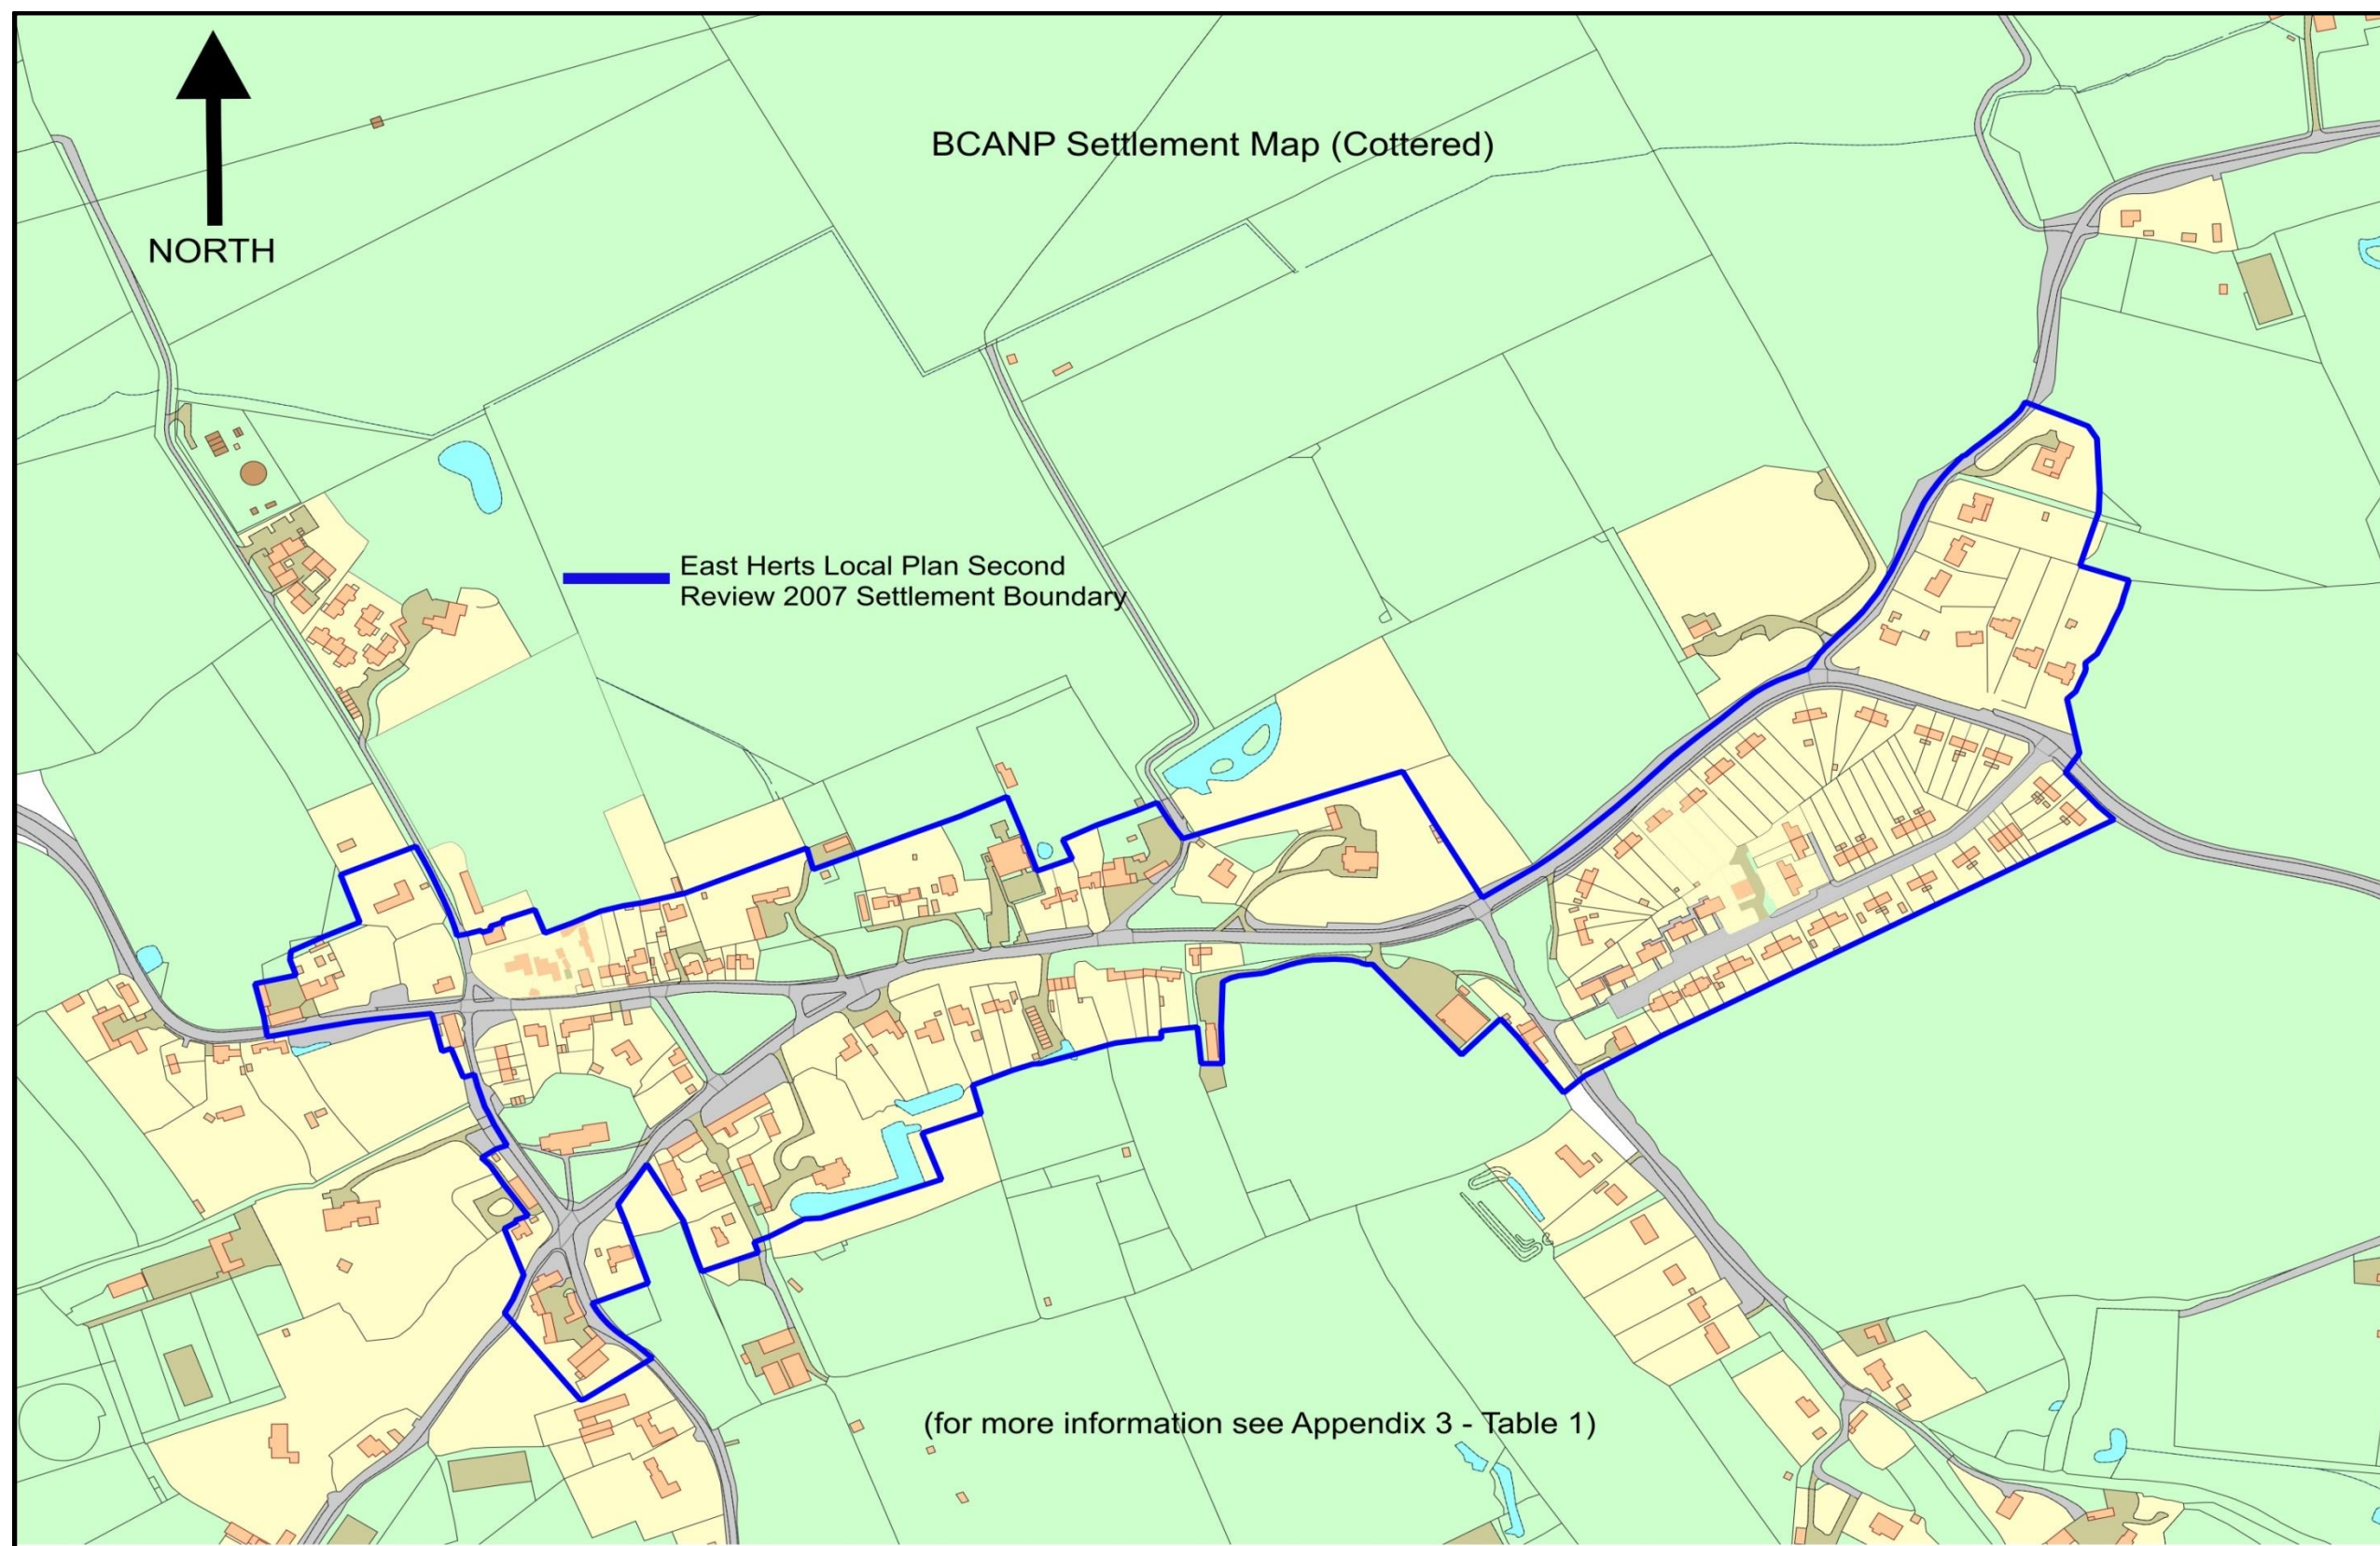 BCANP Settlement Map (Cottered)
NORTH
East Herts Local Plan Second
Review 2007 Settlement Boundary
(for more information see Appendix 3 - Table 1)